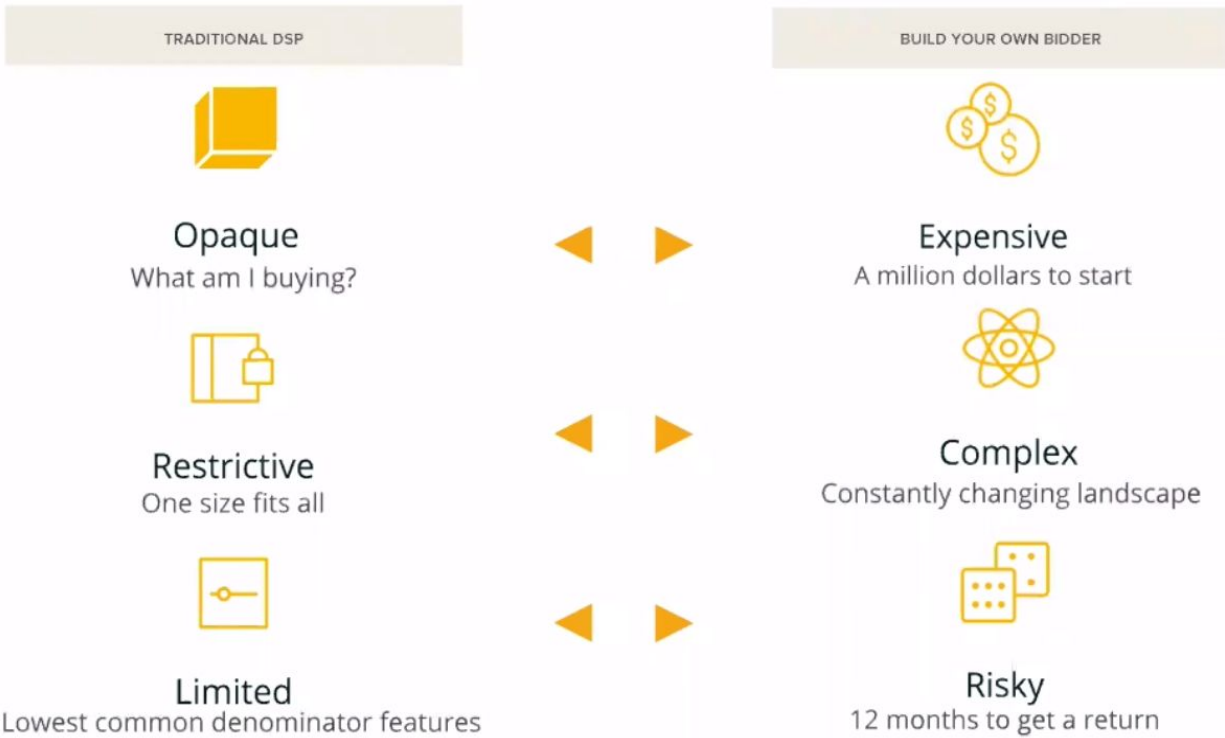 TRADITIONAL DSP
BUILD YOUR OWN BIDDER
$
$
$
Opaque
What am I buying?
Expensive
A million dollars to start
Restrictive
One size fits all
Complex
Constantly changing landscape
Limited
Lowest common denominator features
Risky
12 months to get a return